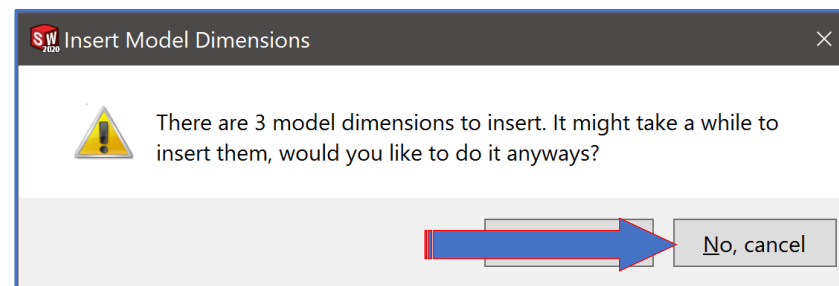 SW
2020
Insert Model Dimensions
There are 3 model dimensions to insert. It might take a while to
insert them, would you like to do it anyways?
No, cancel